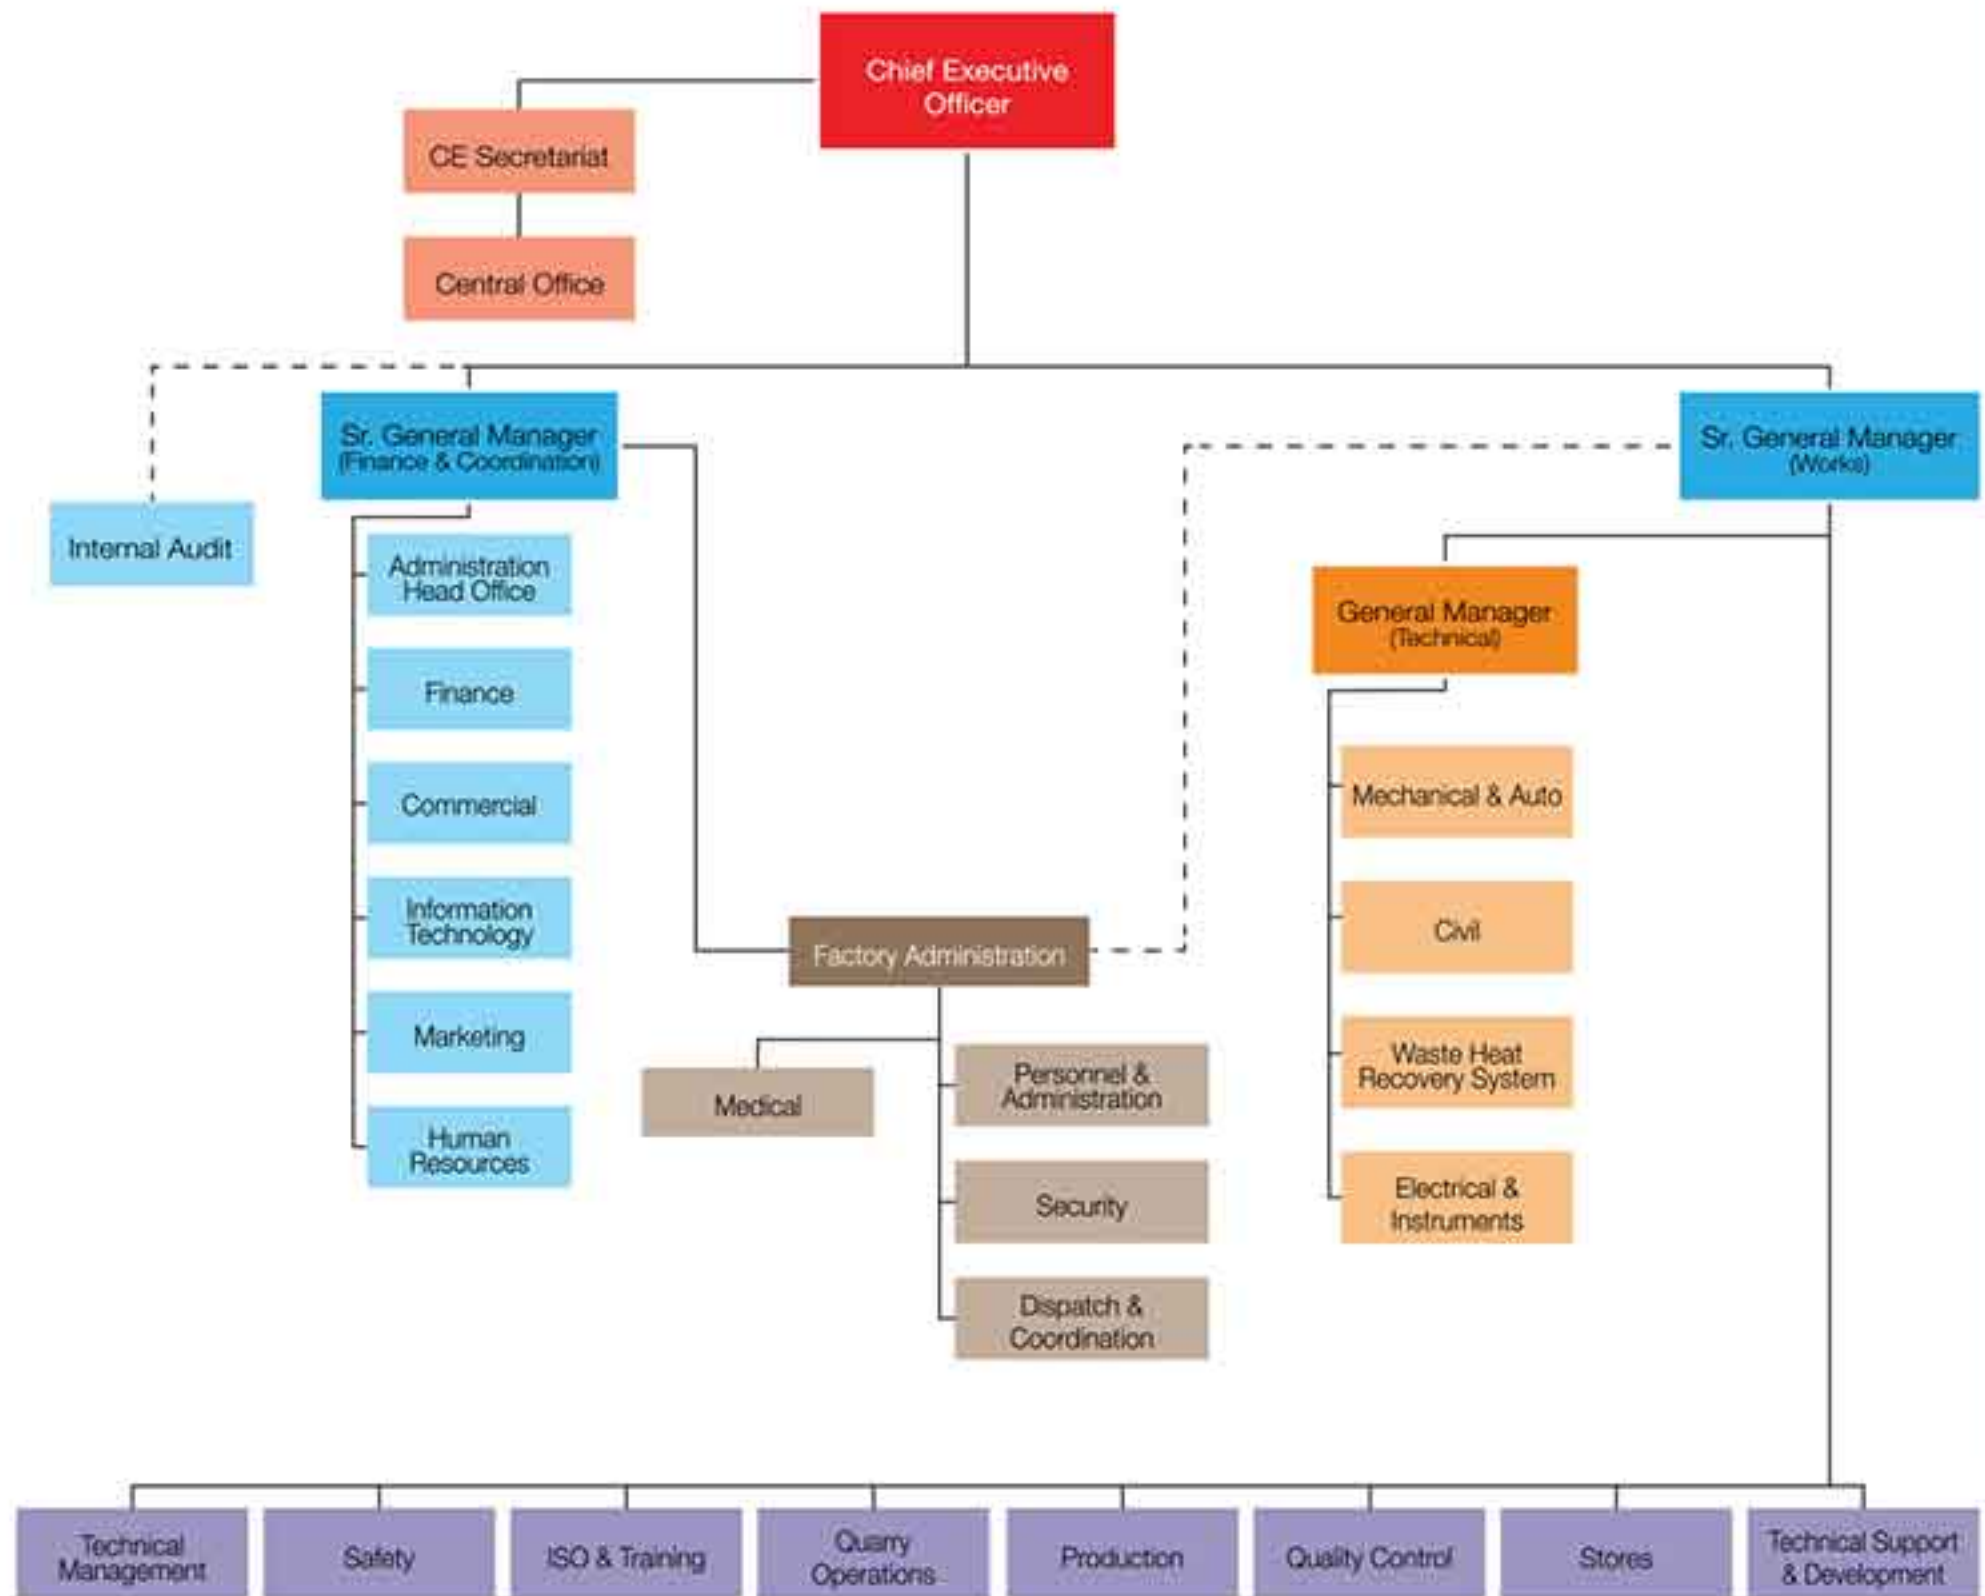 Chief Executive
Officer
CE Secretariat
Central Office
Sr. General Manager
(Finance & Coordination)
Sr. General Manager
(Works)
Internal Audit
Administration
Head Office
Finance
Commercial
Information
Technology
Marketing
Human
Resources
General Manager
(Technical)
Mechanical & Auto
Civil
Waste Heat
Recovery System
Electrical &
Instruments
Factory Administration
Medical
Personnel &
Administration
Security
Dispatch &
Coordination
Technical
Management
Safety
ISO & Training
Quarry
Operations
Production
Quality Control
Stores
Technical Support
& Development